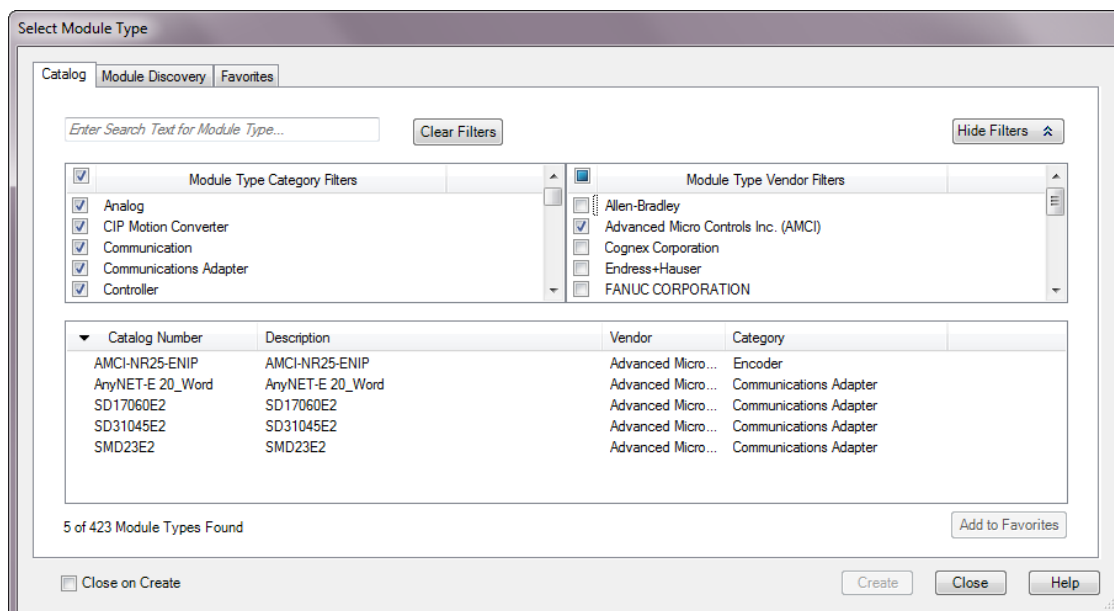 Select Module Type
Catalog Module Discovery Favorites
Enter Search Text for Module Type... Clear Filters Hide Filters
Module Type Category Filters Module Type Vendor Filters
Analog Allen-Bradley
CIP Motion Converter Advanced Micro Controls Inc. (AMCI)
Communication Cognex Corporation
Communications Adapter Endress+Hauser
Controller FANUC CORPORATION
Catalog Number Description Vendor Category
AMCI-NR25-ENIP AMCI-NR25-ENIP Advanced Micro... Encoder
AnyNET-E 20_Word AnyNET-E 20_Word Advanced Micro... Communications Adapter
SD17060E2 SD17060E2 Advanced Micro... Communications Adapter
SD31045E2 SD31045E2 Advanced Micro... Communications Adapter
SMD23E2 SMD23E2 Advanced Micro... Communications Adapter
5 of 423 Module Types Found Add to Favorites
Close on Create Create Close Help